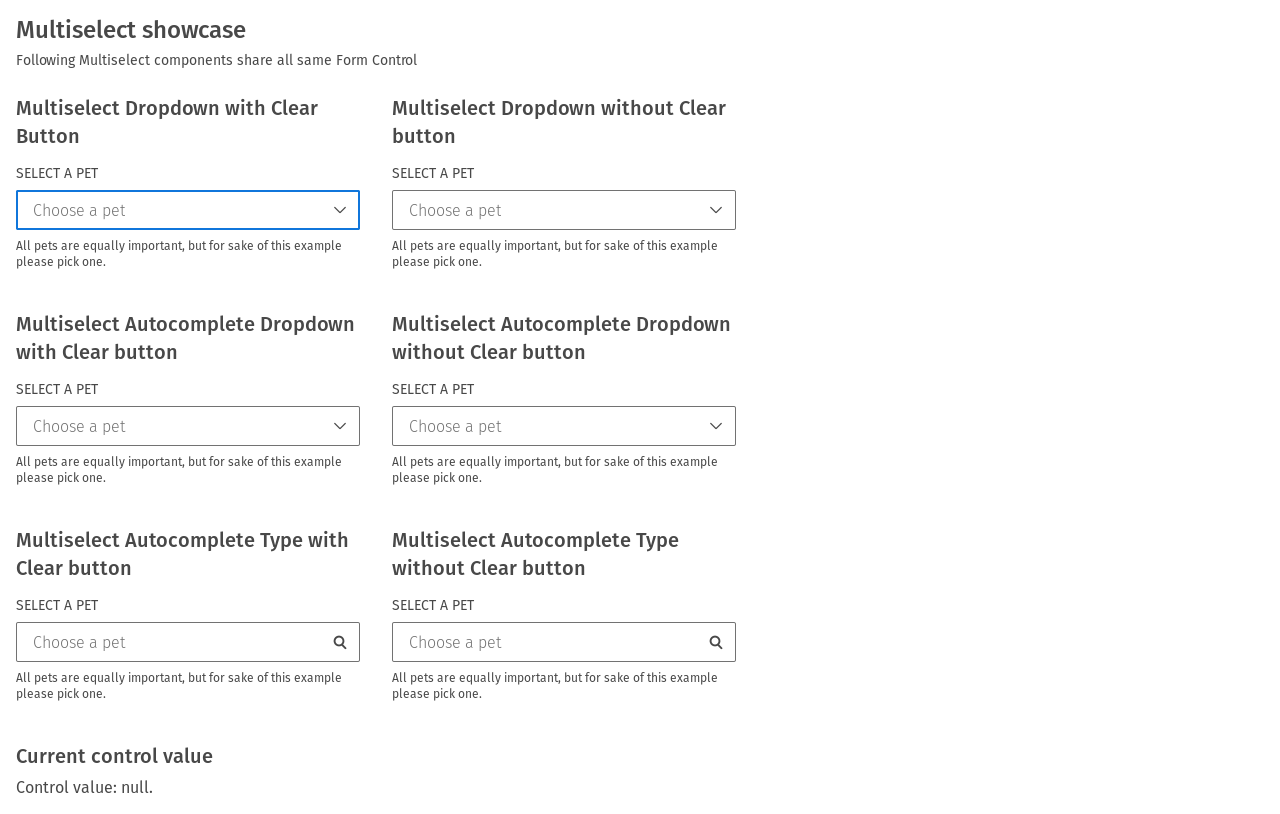 Multiselect showcase
Following Multiselect components share all same Form Control
Multiselect Dropdown with Clear
Button
SELECT A PET
Choose a pet
All pets are equally important, but for sake of this example
please pick one.
Multiselect Dropdown without Clear
button
SELECT A PET
Choose a pet
All pets are equally important, but for sake of this example
please pick one.
Multiselect Autocomplete Dropdown
with Clear button
SELECT A PET
Choose a pet
All pets are equally important, but for sake of this example
please pick one.
Multiselect Autocomplete Dropdown
without Clear button
SELECT A PET
Choose a pet
All pets are equally important, but for sake of this example
please pick one.
Multiselect Autocomplete Type with
Clear button
SELECT A PET
Choose a pet
All pets are equally important, but for sake of this example
please pick one.
Multiselect Autocomplete Type
without Clear button
SELECT A PET
Choose a pet
All pets are equally important, but for sake of this example
please pick one.
Current control value
Control value: null.